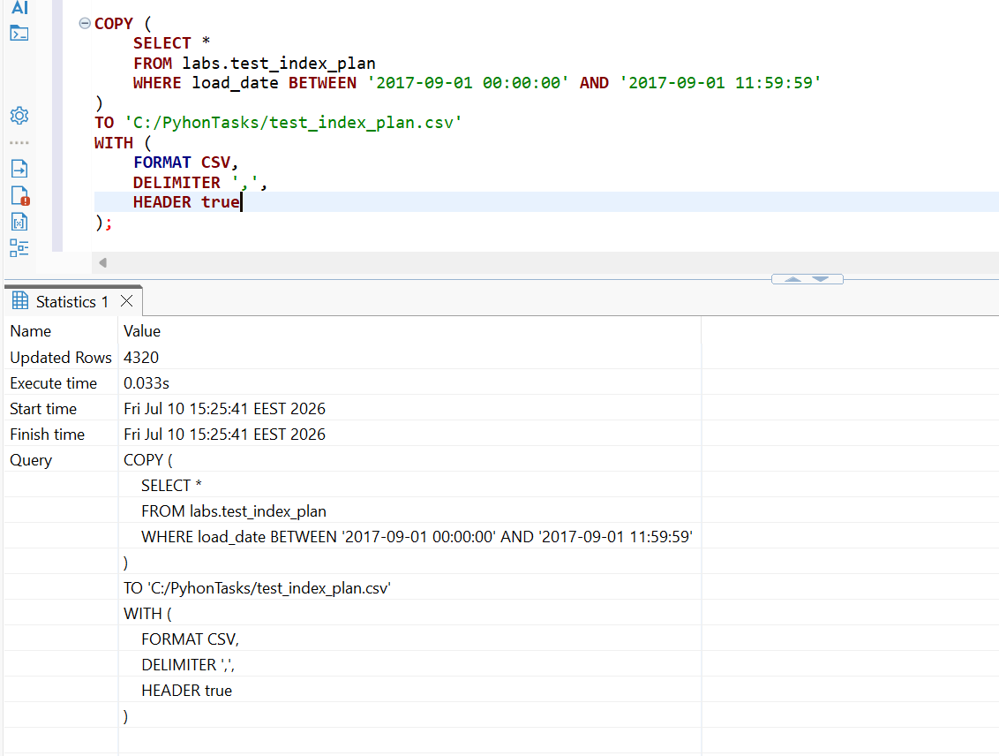 AI
COPY (
SELECT *
FROM labs.test_index_plan
WHERE load_date BETWEEN '2017-09-01 00:00:00' AND '2017-09-01 11:59:59'
)
TO 'C:/PyhonTasks/test_index_plan.csv'
WITH (
FORMAT CSV,
DELIMITER ',',
HEADER true
);
Statistics 1
Name Value
Updated Rows 4320
Execute time 0.033s
Start time Fri Jul 10 15:25:41 EEST 2026
Finish time Fri Jul 10 15:25:41 EEST 2026
Query COPY (
SELECT *
FROM labs.test_index_plan
WHERE load_date BETWEEN '2017-09-01 00:00:00' AND '2017-09-01 11:59:59'
)
TO 'C:/PyhonTasks/test_index_plan.csv'
WITH (
FORMAT CSV,
DELIMITER ',',
HEADER true
)